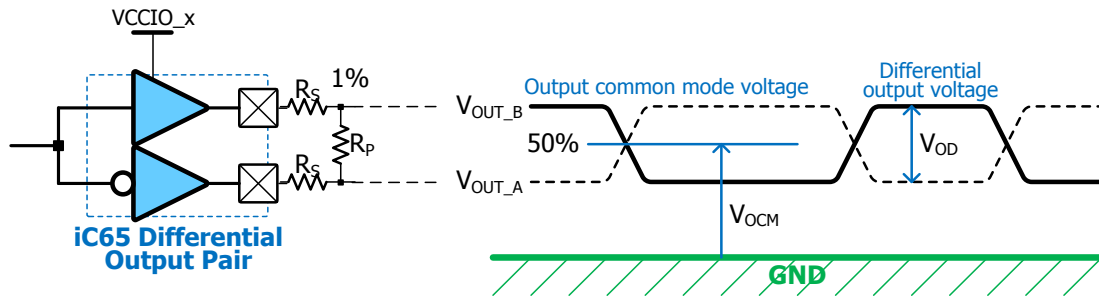 VCCIO_x
1%
RS
RP
RS
iC65 Differential
Output Pair
Output common mode voltage
Differential
output voltage
VOUT_B
50%
VOD
VOUT_A
VOCM
GND